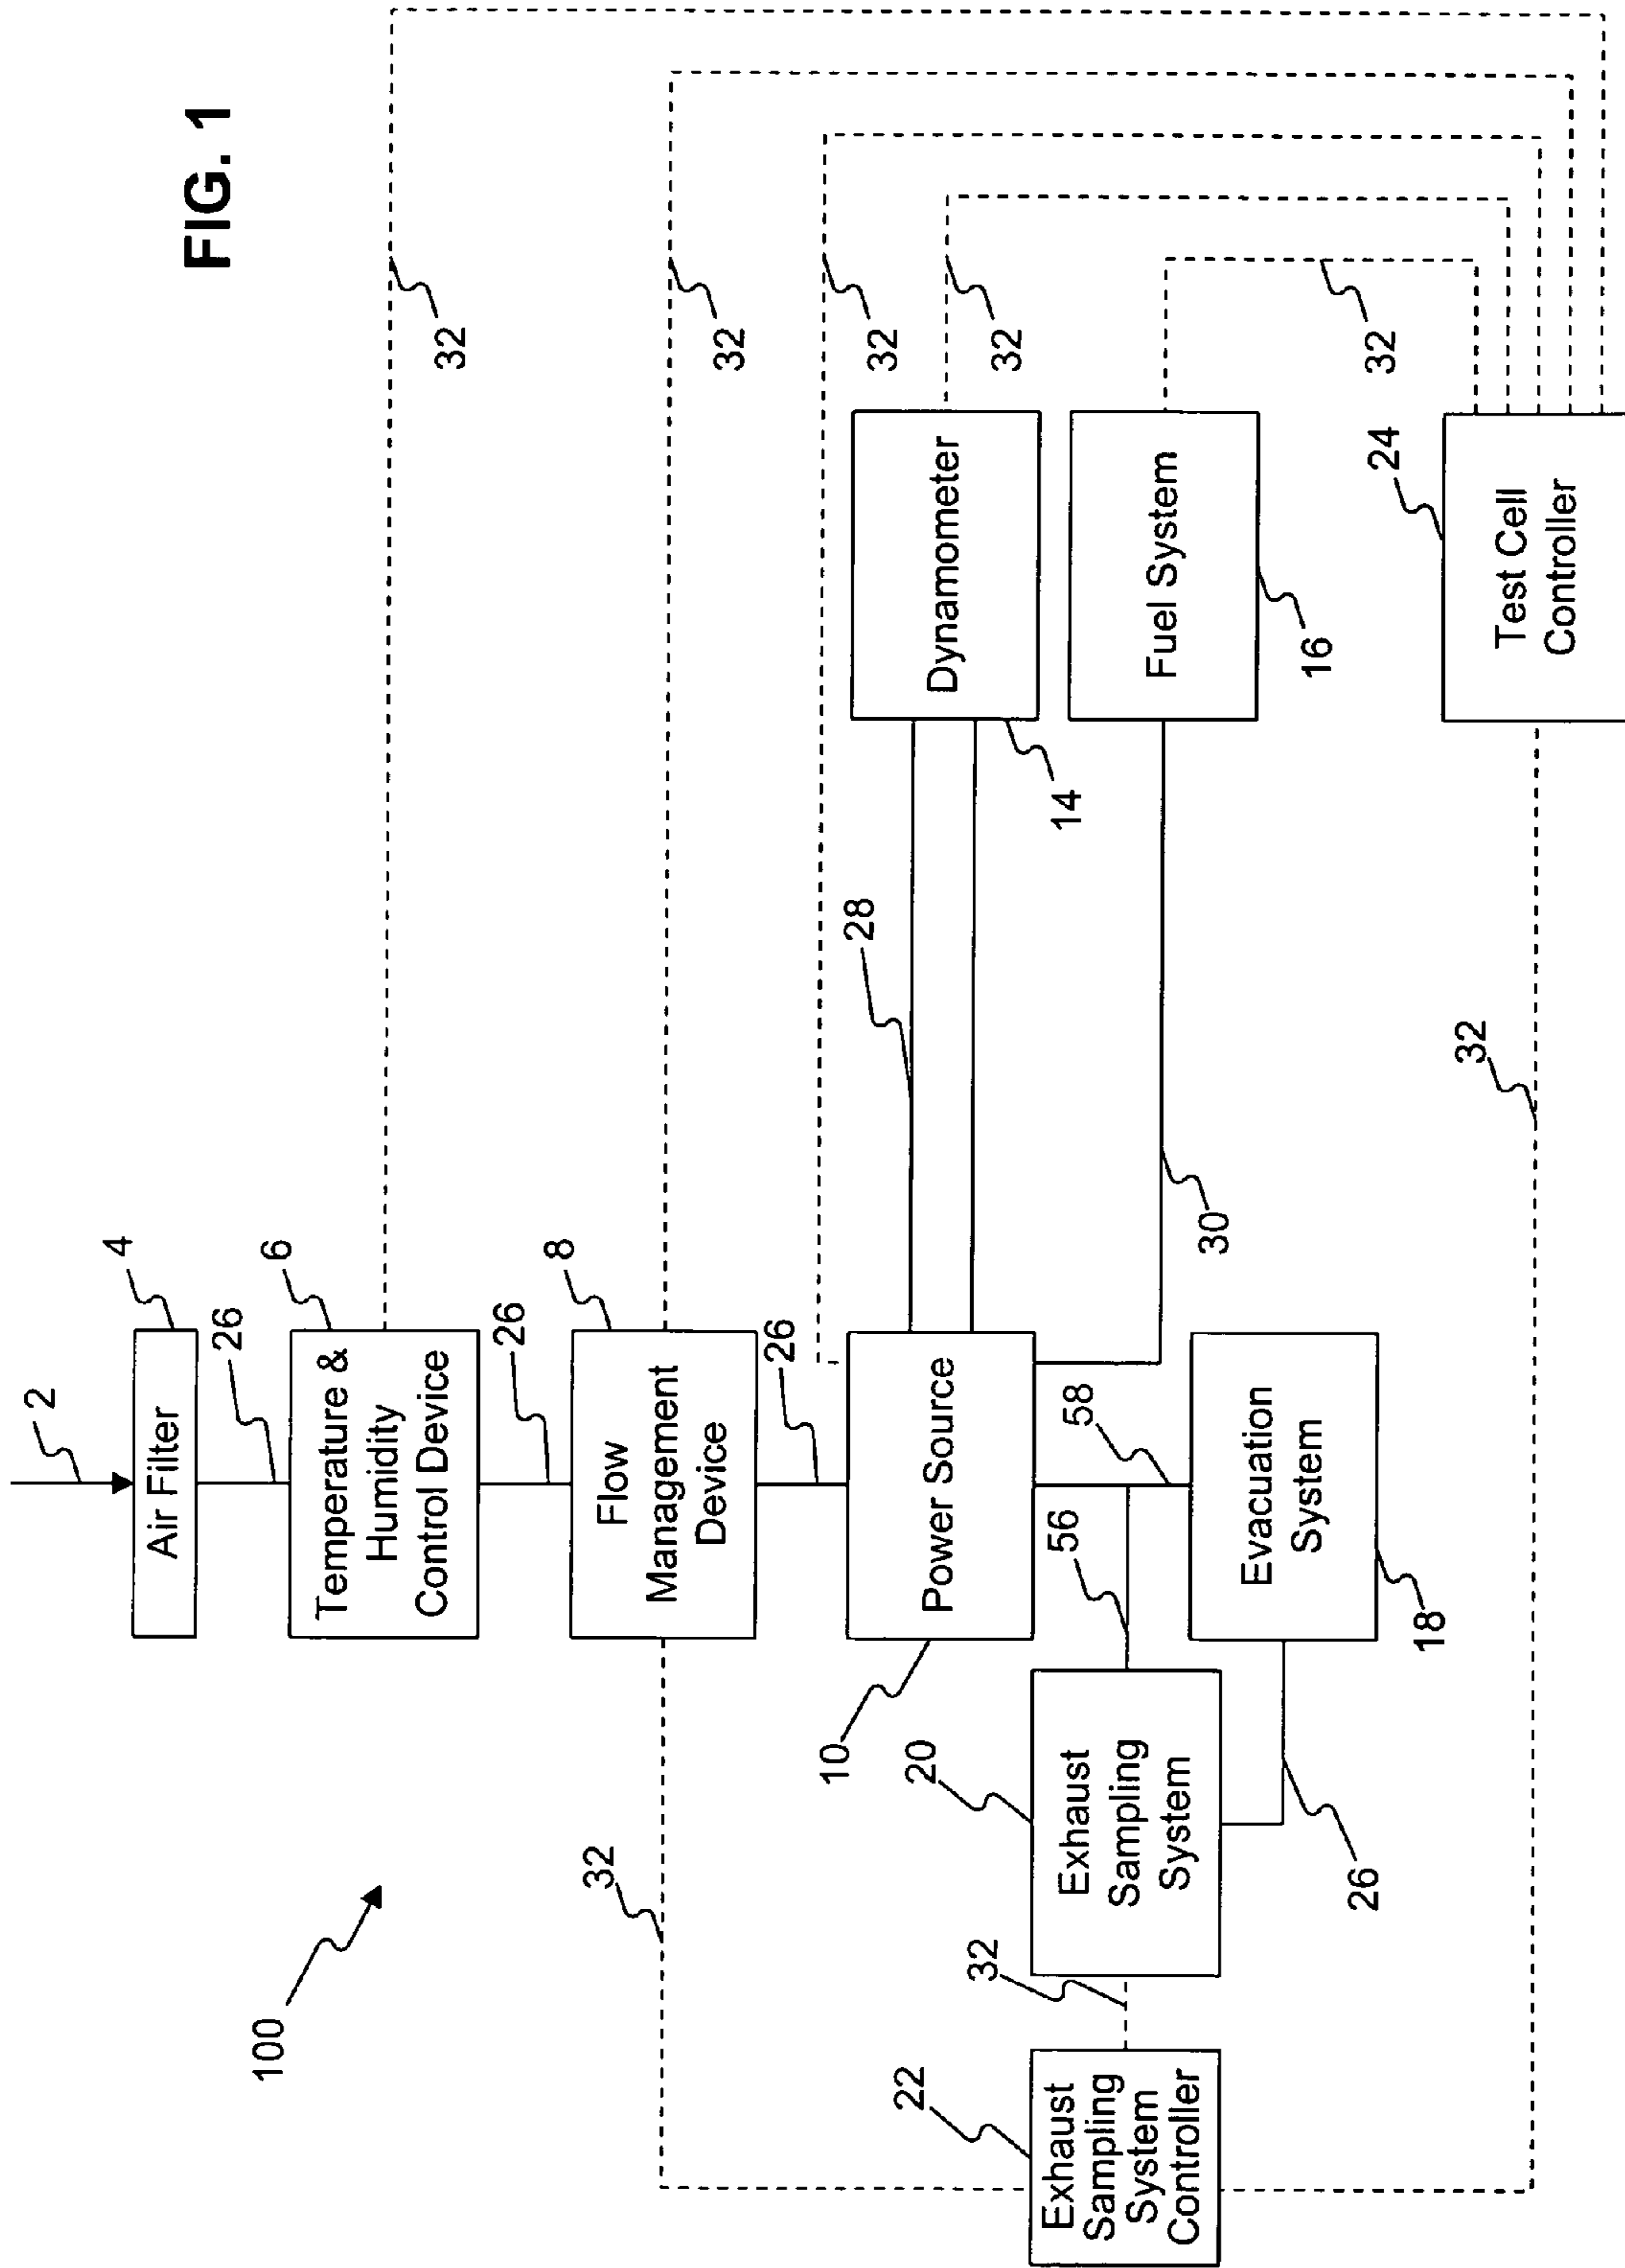 FIG. 1
100
2
4
Air Filter
26
6
Temperature &
Humidity
Control Device
32
26
8
Flow
Management
Device
32
32
26
10
Power Source
32
28
32
Dynamometer
14
30
Fuel System
16
32
56
58
20
Exhaust
Sampling
System
Evacuation
System
18
26
32
22
Exhaust
Sampling
System
Controller
32
24
Test Cell
Controller